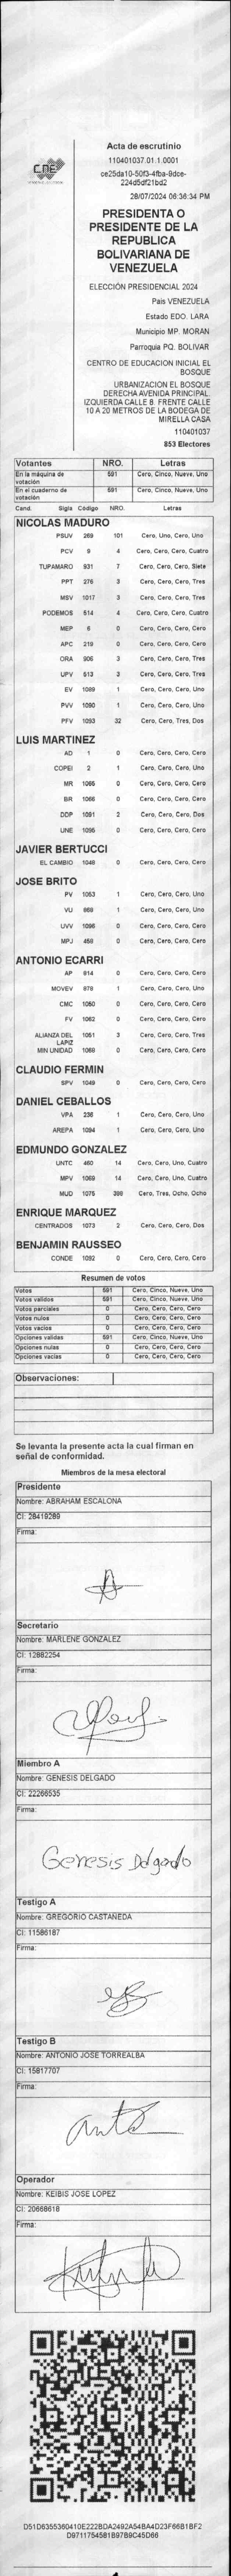 CNE
Acta de escrutinio
110401037.01.1.0001
ce25da10-50f3-4fba-9dce-
224d5df21bd2
28/07/2024 06:36:34 PM
PRESIDENTA O
PRESIDENTE DE LA
REPUBLICA
BOLIVARIANA DE
VENEZUELA
ELECCIÓN PRESIDENCIAL 2024
Pais VENEZUELA
Estado EDO. LARA
Municipio MP. MORAN
Parroquia PQ. BOLIVAR
CENTRO DE EDUCACION INICIAL EL
BOSQUE
URBANIZACIÓN EL BOSQUE
DERECHA AVENIDA PRINCIPAL.
IZQUIERDA CALLE 8. FRENTE CALLE
10 A 20 METROS DE LA BODEGA DE
MIRELLA CASA
110401037
853 Electores
Votantes NRO. Letras
En la máquina de votación 591 Cero, Cinco, Nueve, Uno
En el cuaderno de votación 591 Cero, Cinco, Nueve, Uno
Cand. Sigla Código NRO. Letras
NICOLAS MADURO
PSUV 269 101 Cero, Uno, Cero, Uno
PCV 9 4 Cero, Cero, Cero, Cuatro
TUPAMARO 931 7 Cero, Cero, Cero, Siete
PPT 276 3 Cero, Cero, Cero, Tres
MSV 1017 3 Cero, Cero, Cero, Tres
PODEMOS 514 4 Cero, Cero, Cero, Cuatro
MEP 6 0 Cero, Cero, Cero, Cero
APC 219 0 Cero, Cero, Cero, Cero
ORA 906 3 Cero, Cero, Cero, Tres
UPV 513 3 Cero, Cero, Cero, Tres
EV 1089 1 Cero, Cero, Cero, Uno
PVV 1090 1 Cero, Cero, Cero, Uno
PFV 1093 32 Cero, Cero, Tres, Dos
LUIS MARTINEZ
AD 1 0 Cero, Cero, Cero, Cero
COPEI 2 1 Cero, Cero, Cero, Uno
MR 1065 0 Cero, Cero, Cero, Cero
BR 1066 0 Cero, Cero, Cero, Cero
DDP 1091 2 Cero, Cero, Cero, Dos
UNE 1095 0 Cero, Cero, Cero, Cero
JAVIER BERTUCCI
EL CAMBIO 1048 0 Cero, Cero, Cero, Cero
JOSE BRITO
PV 1053 1 Cero, Cero, Cero, Uno
VU 868 1 Cero, Cero, Cero, Uno
UVV 1096 0 Cero, Cero, Cero, Cero
MPJ 458 0 Cero, Cero, Cero, Cero
ANTONIO ECARRI
AP 914 0 Cero, Cero, Cero, Cero
MOVEV 978 1 Cero, Cero, Cero, Uno
CMC 1050 0 Cero, Cero, Cero, Cero
FV 1062 0 Cero, Cero, Cero, Cero
ALIANZA DEL LAPIZ 1051 3 Cero, Cero, Cero, Tres
MIN UNIDAD 1068 0 Cero, Cero, Cero, Cero
CLAUDIO FERMIN
SPV 1049 0 Cero, Cero, Cero, Cero
DANIEL CEBALLOS
VPA 236 1 Cero, Cero, Cero, Uno
AREPA 1094 1 Cero, Cero, Cero, Uno
EDMUNDO GONZALEZ
UNTC 460 14 Cero, Cero, Uno, Cuatro
MPV 1069 14 Cero, Cero, Uno, Cuatro
MUD 1075 388 Cero, Tres, Ocho, Ocho
ENRIQUE MARQUEZ
CENTRADOS 1073 2 Cero, Cero, Cero, Dos
BENJAMIN RAUSSEO
CONDE 1092 0 Cero, Cero, Cero, Cero
Resumen de votos
Votos 591 Cero, Cinco, Nueve, Uno
Votos validos 591 Cero, Cinco, Nueve, Uno
Votos parciales 0 Cero, Cero, Cero, Cero
Votos nulos 0 Cero, Cero, Cero, Cero
Votos vacios 0 Cero, Cero, Cero, Cero
Opciones validas 591 Cero, Cinco, Nueve, Uno
Opciones nulas 0 Cero, Cero, Cero, Cero
Opciones vacias 0 Cero, Cero, Cero, Cero
Observaciones:
Se levanta la presente acta la cual firman en
señal de conformidad.
Miembros de la mesa electoral
Presidente
Nombre: ABRAHAM ESCALONA
CI: 28419289
Firma:
Secretario
Nombre: MARLENE GONZALEZ
CI: 12882254
Firma:
Miembro A
Nombre: GENESIS DELGADO
CI: 22266535
Firma:
Genesis Delgado
Testigo A
Nombre: GREGORIO CASTAÑEDA
CI: 11586187
Firma:
Testigo B
Nombre: ANTONIO JOSE TORREALBA
CI: 15817707
Firma:
Operador
Nombre: KEIBIS JOSE LOPEZ
CI: 20668618
Firma:
D51D6355360410E222BDA2492A54BA4D23F66B1BF2
D9711754581B97B9C45D66